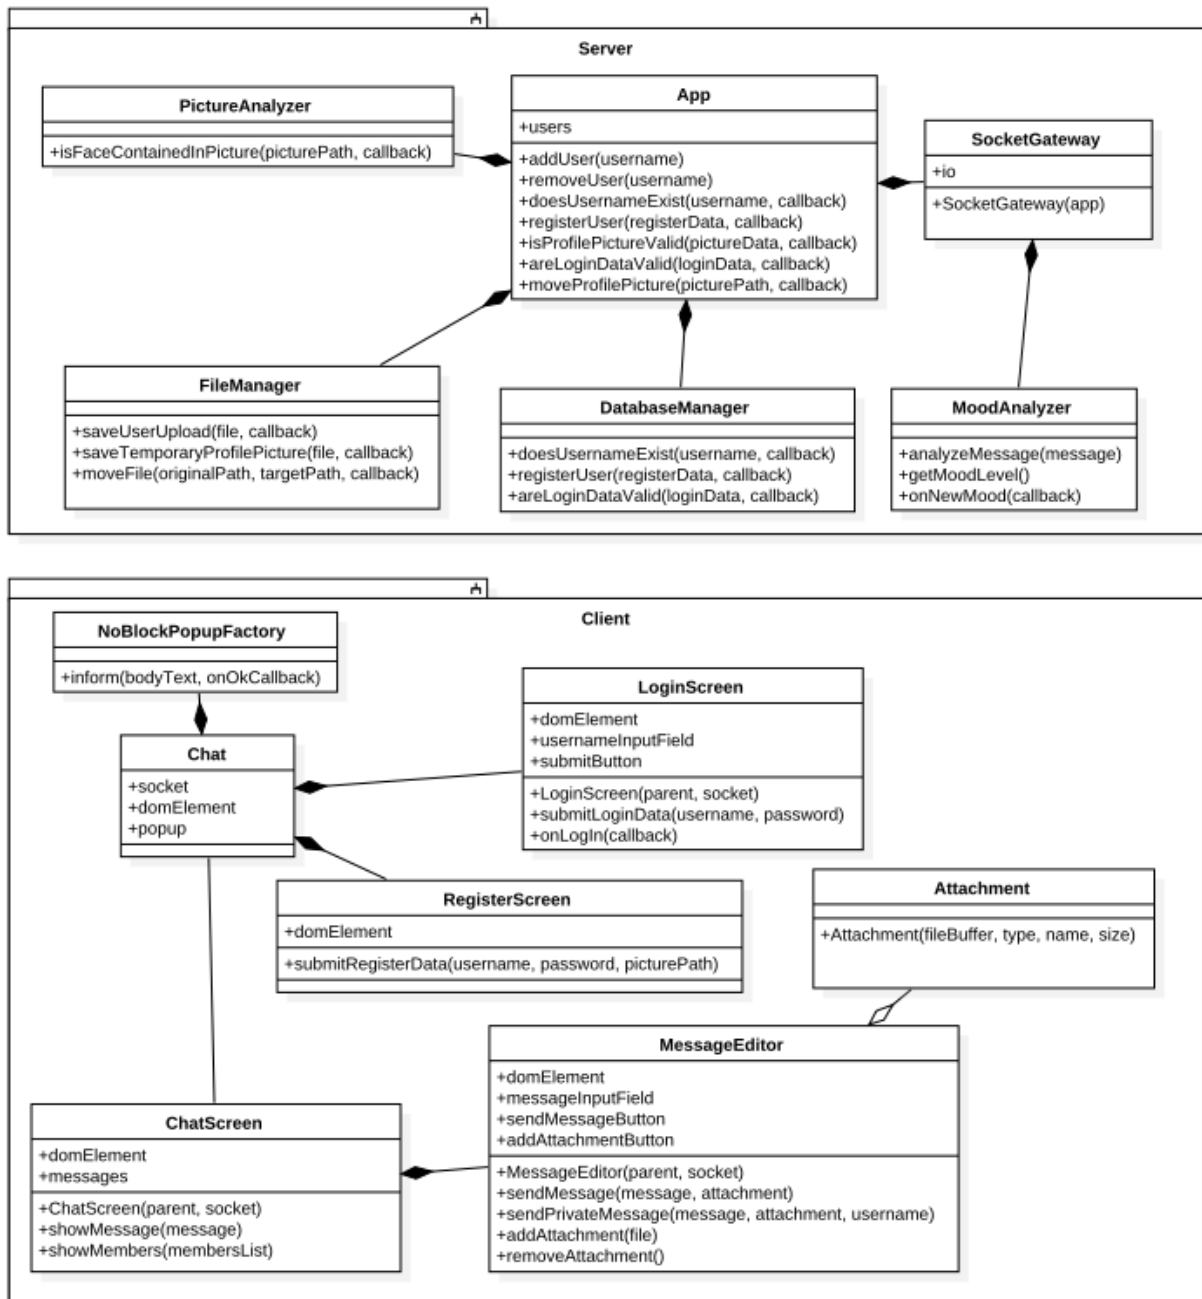 Server
PictureAnalyzer
+isFaceContainedInPicture(picturePath, callback)
App
+users
+addUser(username)
+removeUser(username)
+doesUsernameExist(username, callback)
+registerUser(registerData, callback)
+isProfilePictureValid(pictureData, callback)
+areLoginDataValid(loginData, callback)
+moveProfilePicture(picturePath, callback)
SocketGateway
+io
+SocketGateway(app)
FileManager
+saveUserUpload(file, callback)
+saveTemporaryProfilePicture(file, callback)
+moveFile(originalPath, targetPath, callback)
DatabaseManager
+doesUsernameExist(username, callback)
+registerUser(registerData, callback)
+areLoginDataValid(loginData, callback)
MoodAnalyzer
+analyzeMessage(message)
+getMoodLevel()
+onNewMood(callback)
Client
NoBlockPopupFactory
+inform(bodyText, onOkCallback)
LoginScreen
+domElement
+usernameInputField
+submitButton
+LoginScreen(parent, socket)
+submitLoginData(username, password)
+onLogIn(callback)
Chat
+socket
+domElement
+popup
RegisterScreen
+domElement
+submitRegisterData(username, password, picturePath)
Attachment
+Attachment(fileBuffer, type, name, size)
MessageEditor
+domElement
+messageInputField
+sendMessageButton
+addAttachmentButton
+MessageEditor(parent, socket)
+sendMessage(message, attachment)
+sendPrivateMessage(message, attachment, username)
+addAttachment(file)
+removeAttachment()
ChatScreen
+domElement
+messages
+ChatScreen(parent, socket)
+showMessage(message)
+showMembers(membersList)